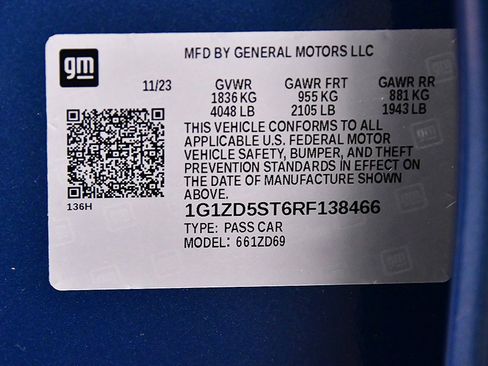 gm
MFD BY GENERAL MOTORS LLC
11/23 GVWR GAWR FRT GAWR RR
1836 KG 955 KG 881 KG
4048 LB 2105 LB 1943 LB
THIS VEHICLE CONFORMS TO ALL
APPLICABLE U.S. FEDERAL MOTOR
VEHICLE SAFETY, BUMPER, AND THEFT
PREVENTION STANDARDS IN EFFECT ON
THE DATE OF MANUFACTURE SHOWN
ABOVE.
136H
1G1ZD5ST6RF138466
TYPE: PASS CAR
MODEL: 661ZD69